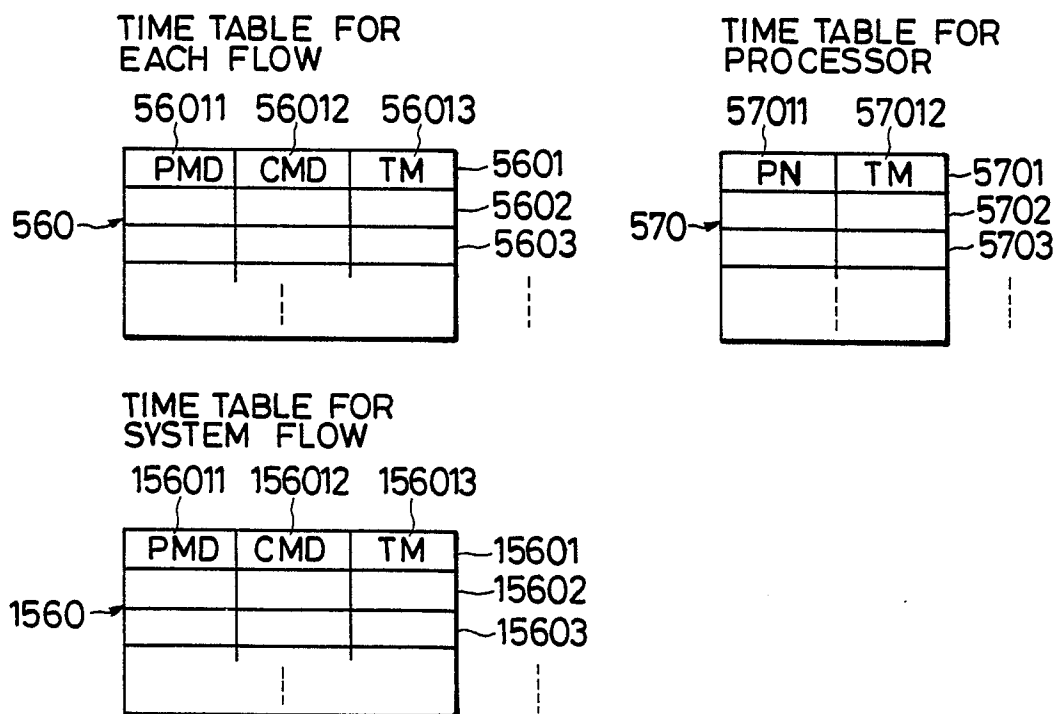 TIME TABLE FOR
EACH FLOW
56011 56012 56013
PMD CMD TM 5601
5602
560
5603
TIME TABLE FOR
PROCESSOR
57011 57012
PN TM 5701
5702
570
5703
TIME TABLE FOR
SYSTEM FLOW
156011 156012 156013
PMD CMD TM 15601
15602
1560
15603